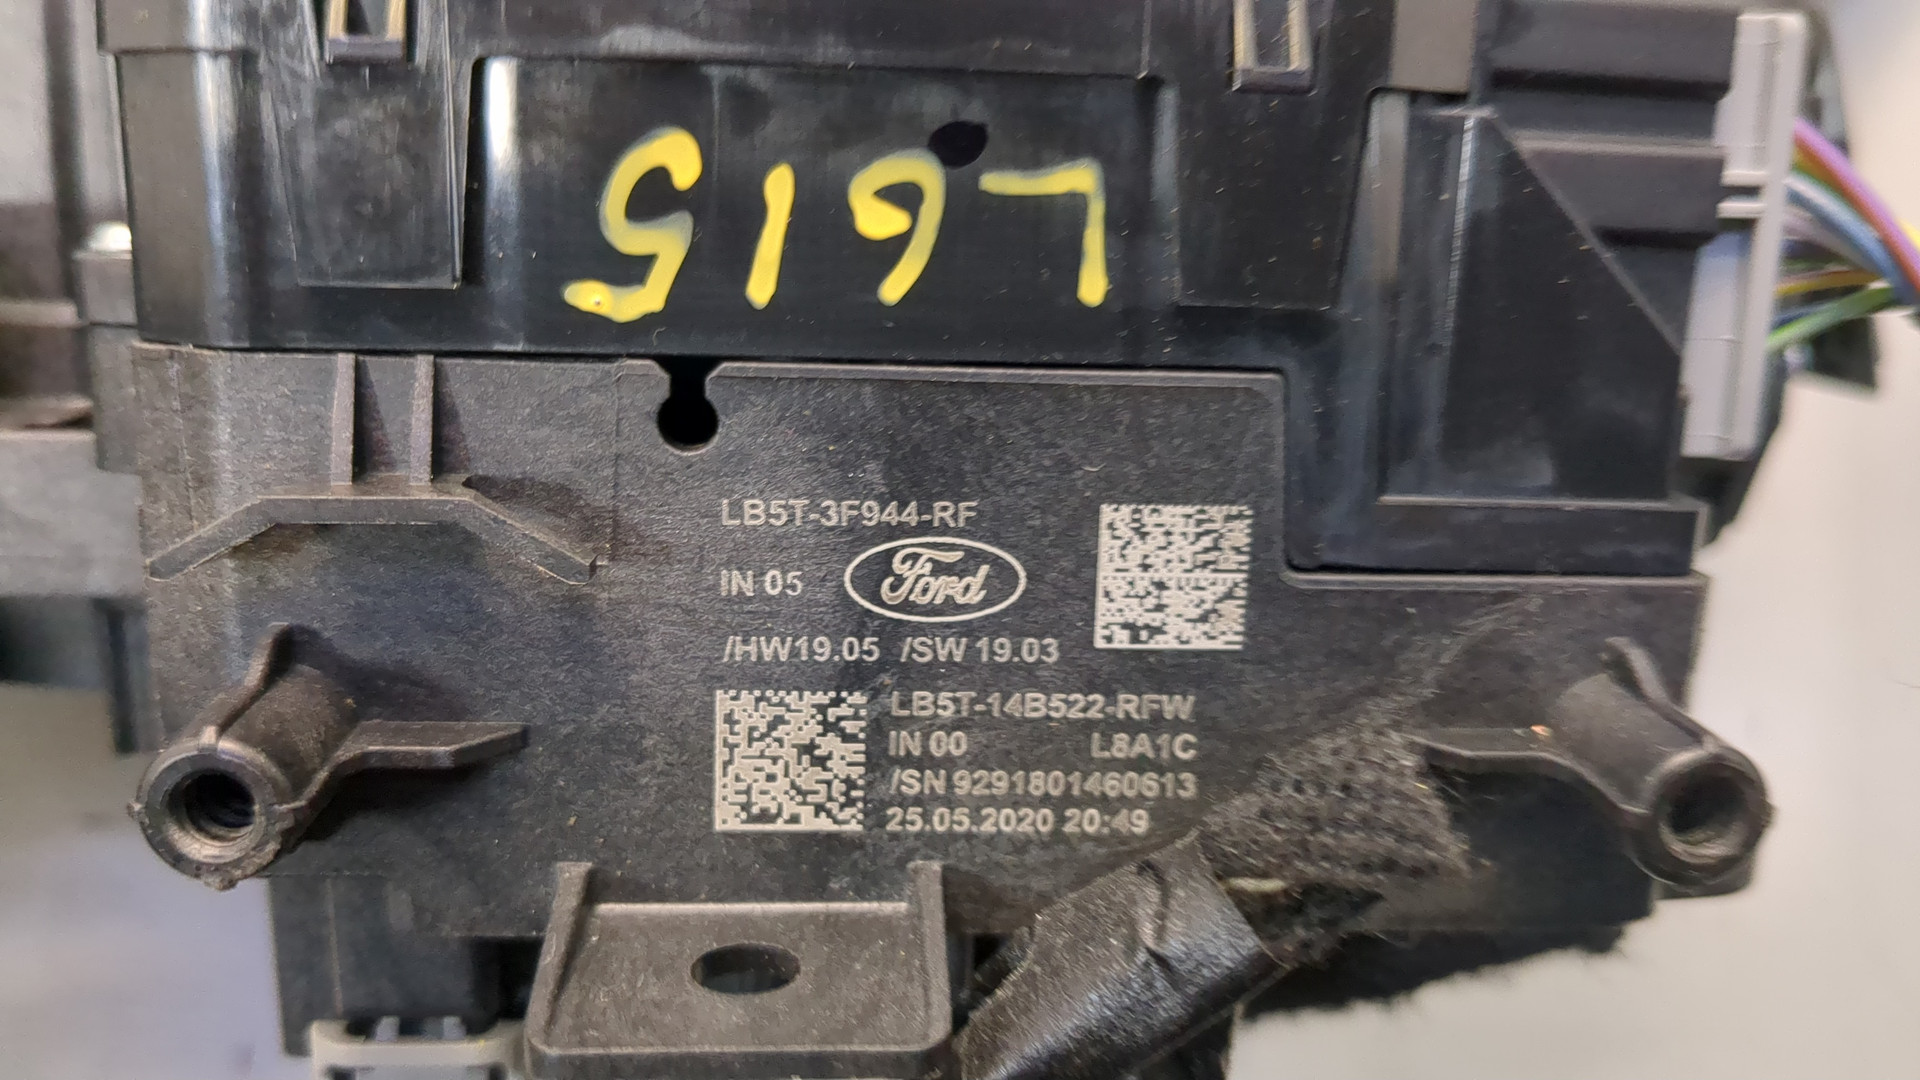 L615
LB5T-3F944-RF
IN 05 Ford
/HW19.05 /SW 19.03
LB5T-14B522-RFW
IN 00 L8A1C
/SN 9291801460613
25.05.2020 20:49